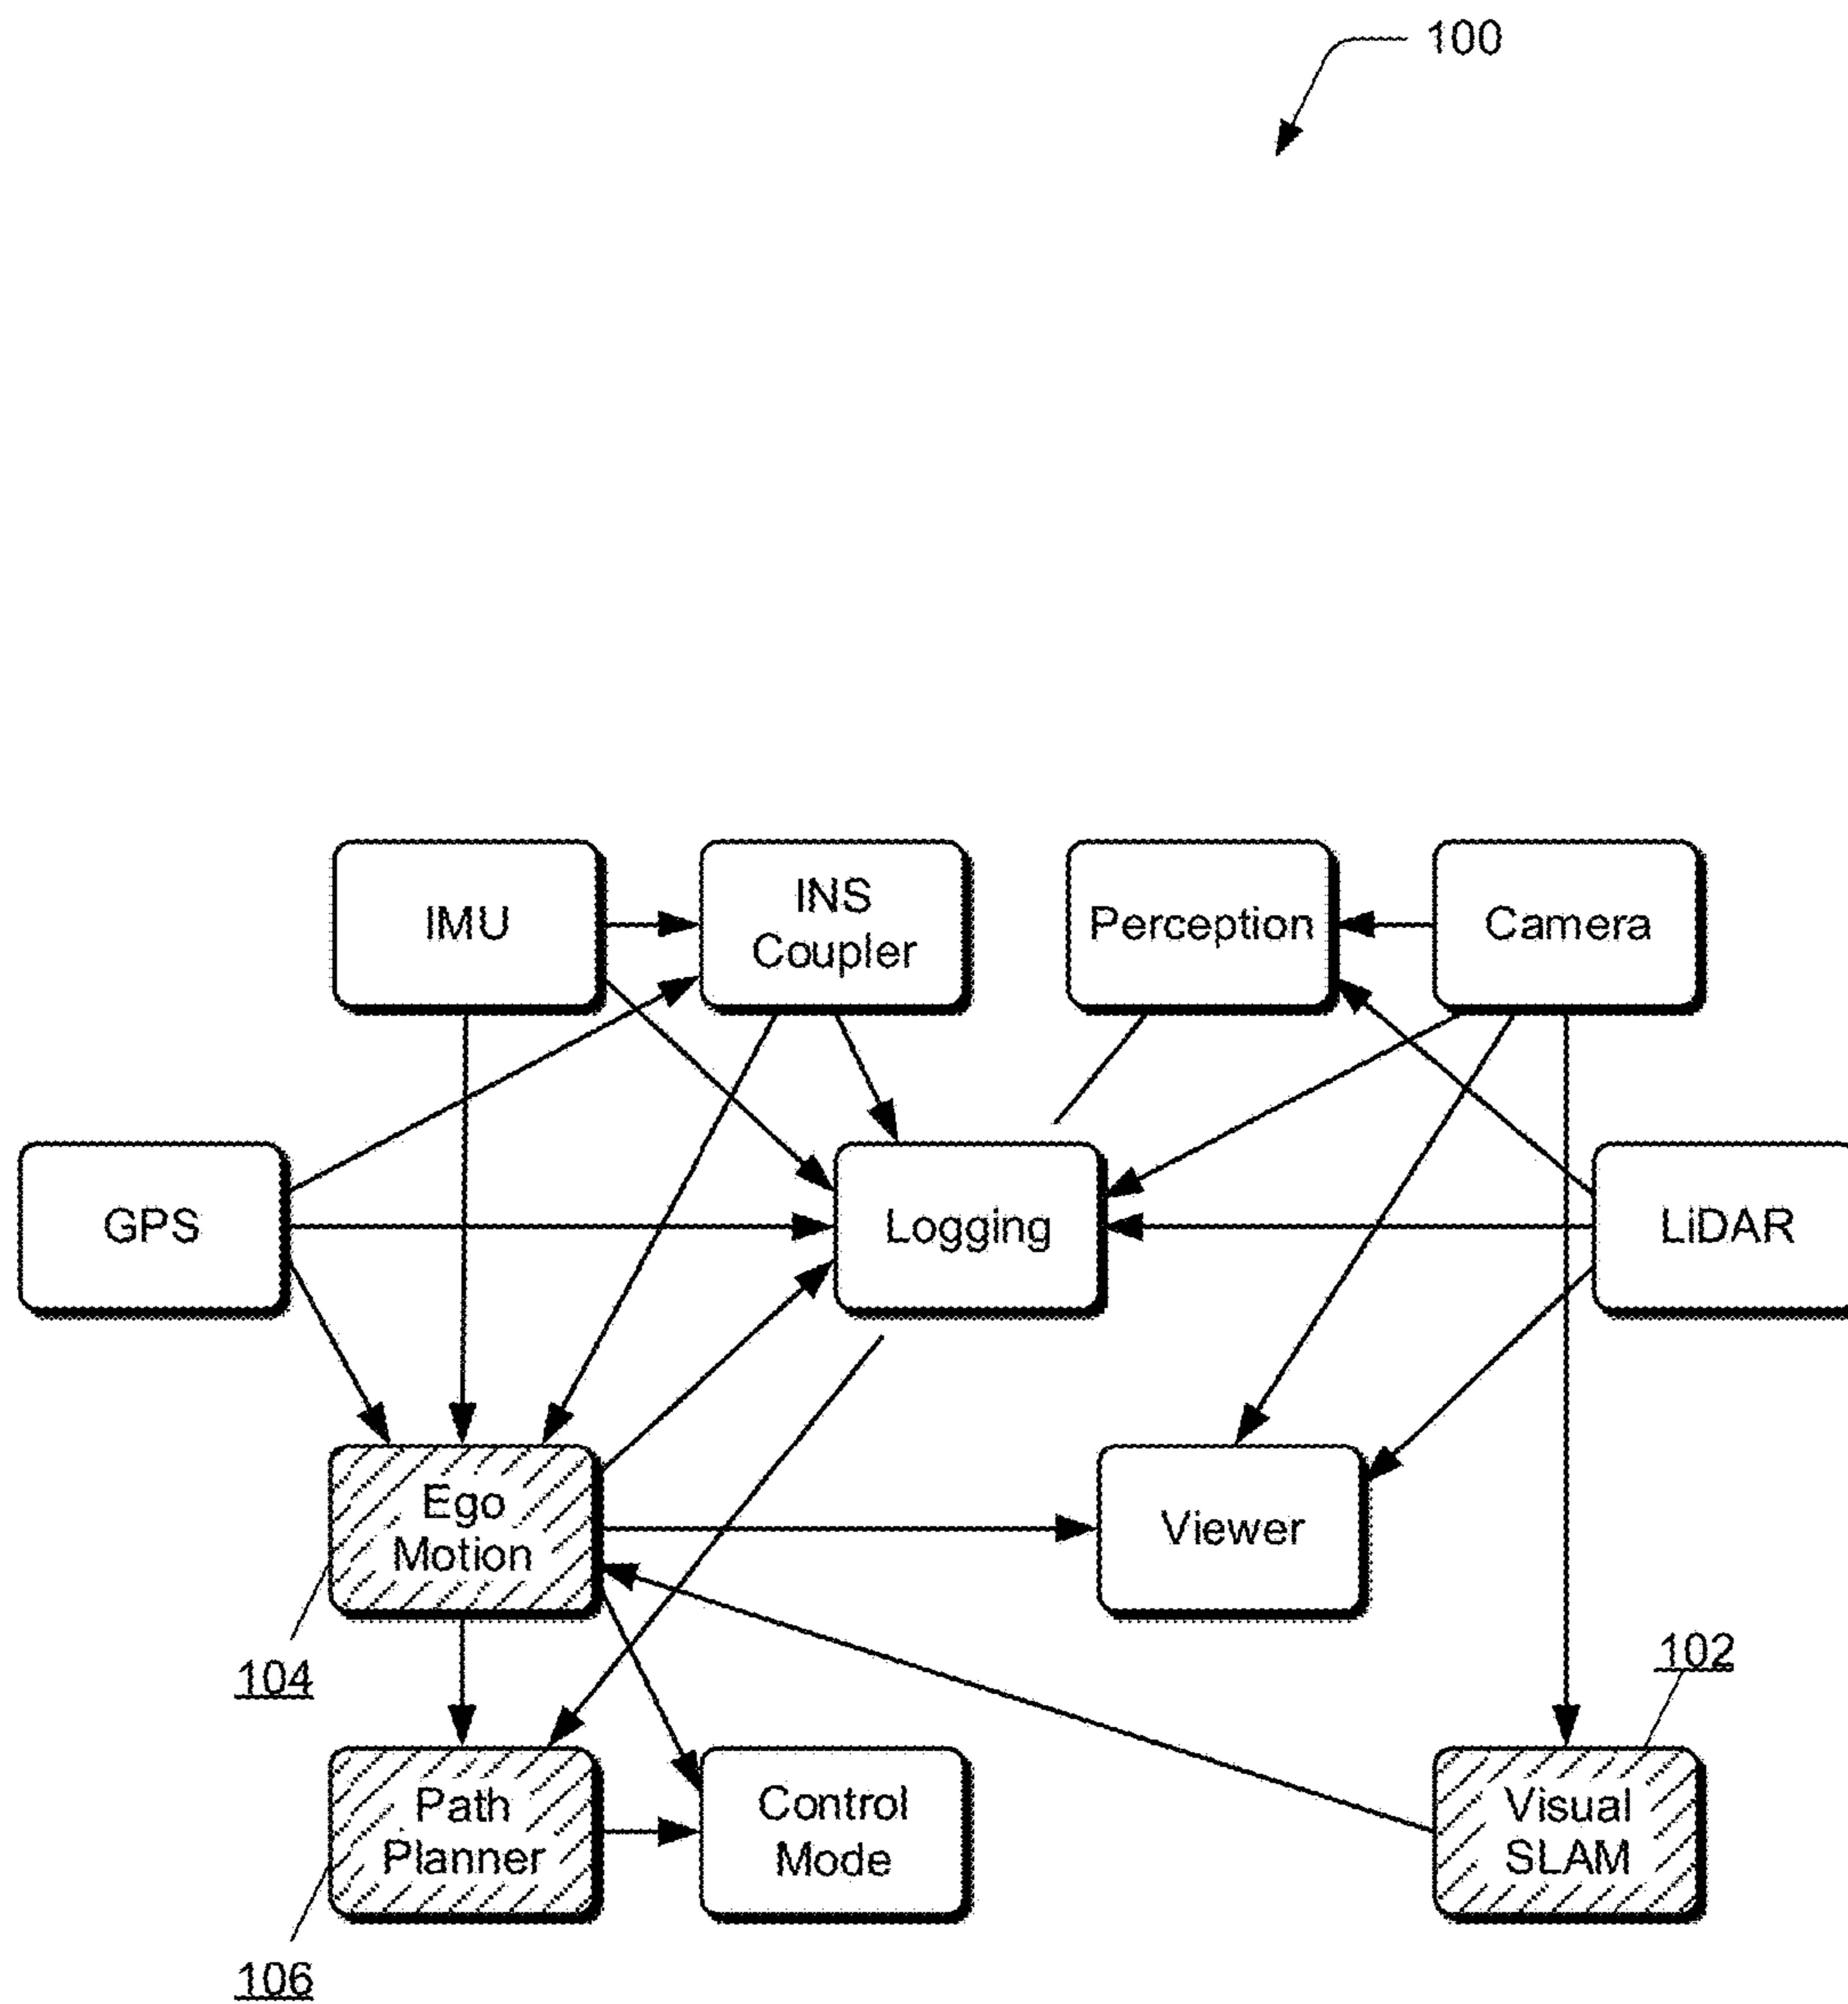 100
IMU
INS
Coupler
Perception
Camera
GPS
Logging
LiDAR
Ego
Motion
Viewer
104
102
Path
Planner
Control
Mode
Visual
SLAM
106